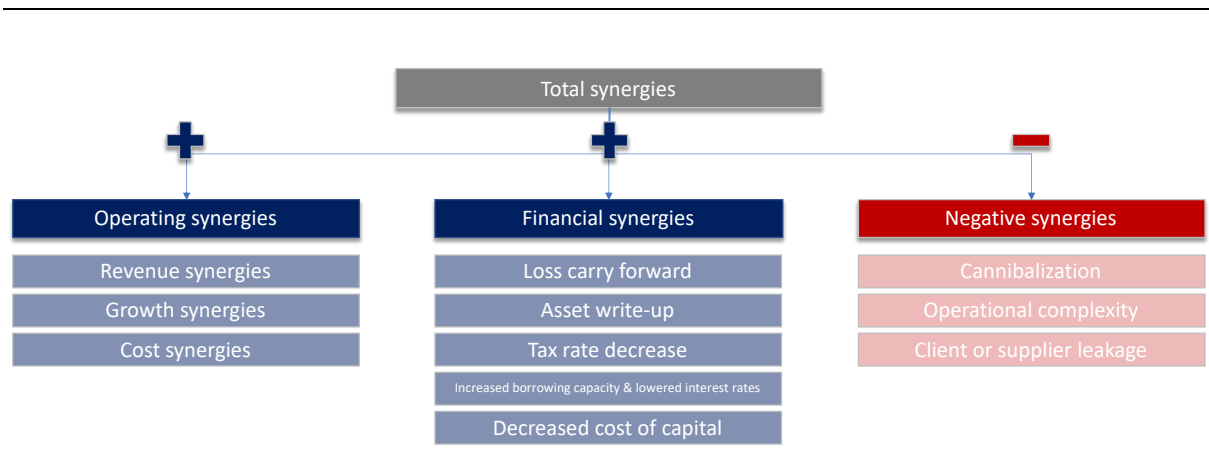 Total synergies
Operating synergies
Revenue synergies
Growth synergies
Cost synergies
Financial synergies
Loss carry forward
Asset write-up
Tax rate decrease
Increased borrowing capacity & lowered interest rates
Decreased cost of capital
Negative synergies
Cannibalization
Operational complexity
Client or supplier leakage